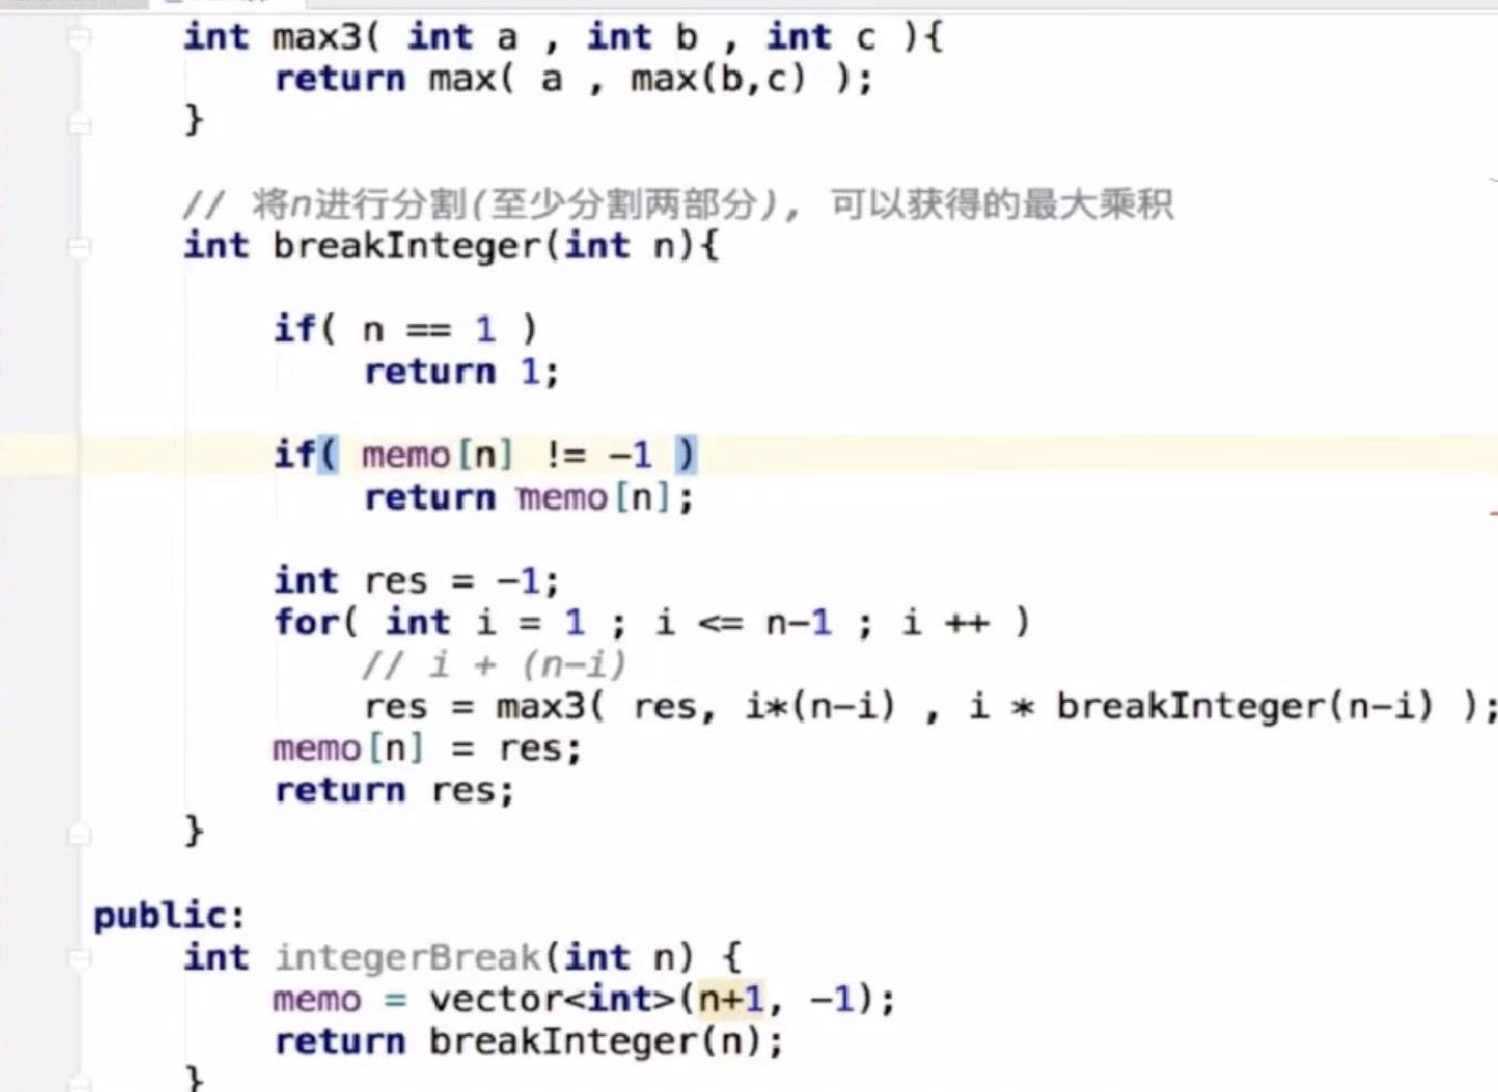 int max3( int a , int b , int c ){
return max( a , max(b,c) );
}
// 将n进行分割(至少分割两部分), 可以获得的最大乘积
int breakInteger(int n){
if( n == 1 )
return 1;
if( memo[n] != -1 )
return memo[n];
int res = -1;
for( int i = 1 ; i <= n-1 ; i ++ )
// i + (n-i)
res = max3( res, i*(n-i) , i * breakInteger(n-i) );
memo[n] = res;
return res;
}
public:
int integerBreak(int n) {
memo = vector<int>(n+1, -1);
return breakInteger(n);
}